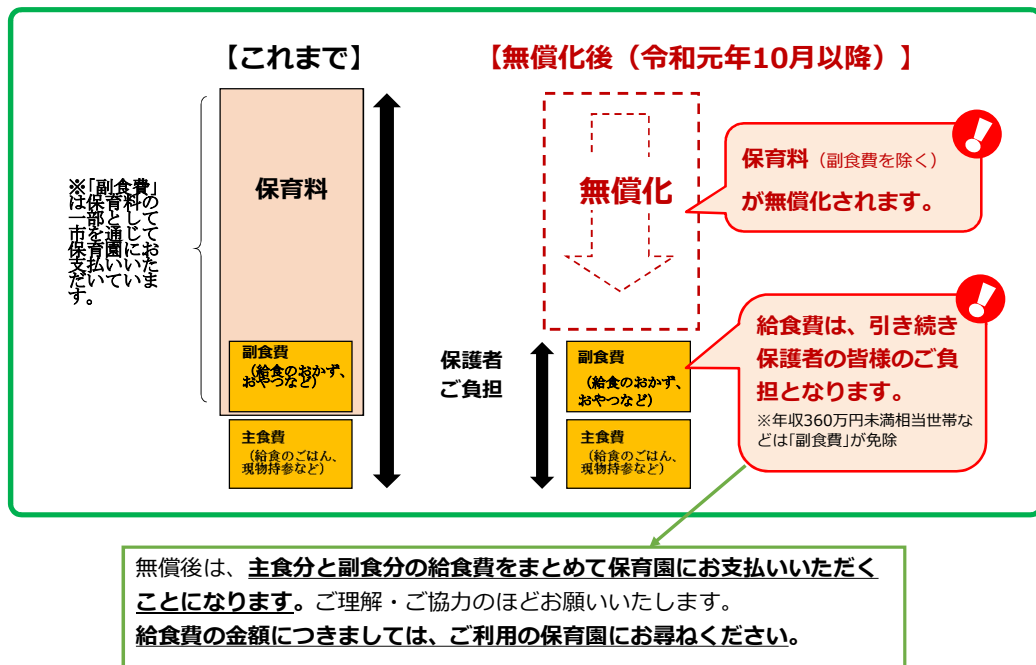 【これまで】
【無償化後（令和元年10月以降）】
※｢副食費｣
は保育料の
一部として
市を通じて
保育園にお
支払いいた
だいていま
す。
保育料
副食費
（給食のおかず、
おやつなど）
主食費
（給食のごはん、
現物持参など）
無償化
保育料（副食費を除く）
が無償化されます。
保護者
ご負担
副食費
（給食のおかず、
おやつなど）
主食費
（給食のごはん、
現物持参など）
給食費は、引き続き
保護者の皆様のご負
担となります。
※年収360万円未満相当世帯な
どは｢副食費｣が免除
無償後は、主食分と副食分の給食費をまとめて保育園にお支払いいただく
ことになります。ご理解・ご協力のほどお願いいたします。
給食費の金額につきましては、ご利用の保育園にお尋ねください。